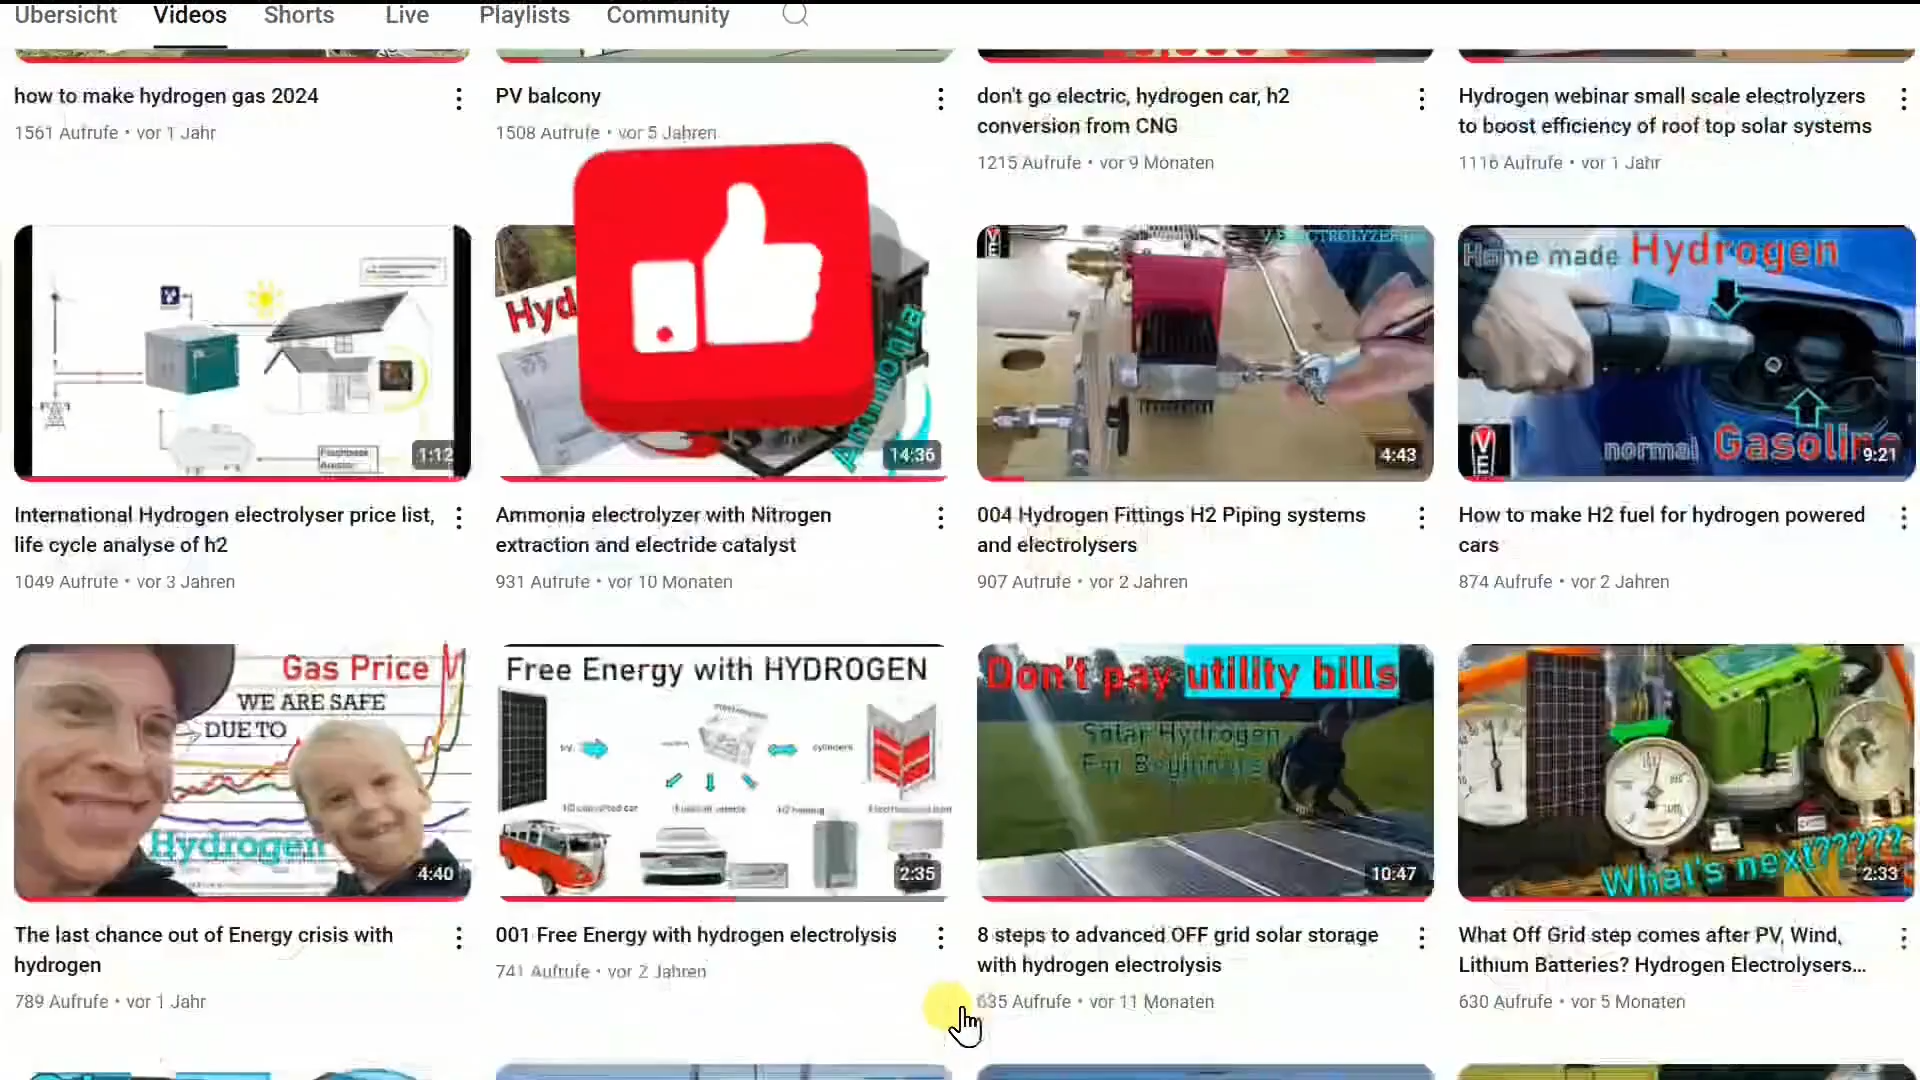 Übersicht Videos Shorts Live Playlists Community
how to make hydrogen gas 2024
1561 Aufrufe • vor 1 Jahr
PV balcony
1508 Aufrufe • vor 5 Jahren
don't go electric, hydrogen car, h2
conversion from CNG
1215 Aufrufe • vor 9 Monaten
Hydrogen webinar small scale electrolyzers
to boost efficiency of roof top solar systems
1116 Aufrufe • vor 1 Jahr
1:12
Hyd
Ammonia
14:36
4:43
VE
Home made Hydrogen
normal Gasoline
VE
9:21
International Hydrogen electrolyser price list,
life cycle analyse of h2
1049 Aufrufe • vor 3 Jahren
Ammonia electrolyzer with Nitrogen
extraction and electride catalyst
931 Aufrufe • vor 10 Monaten
004 Hydrogen Fittings H2 Piping systems
and electrolysers
907 Aufrufe • vor 2 Jahren
How to make H2 fuel for hydrogen powered
cars
874 Aufrufe • vor 2 Jahren
Gas Price
WE ARE SAFE
DUE TO
Hydrogen
4:40
Free Energy with HYDROGEN
cylinders
2:35
Don't pay utility bills
Solar Hydrogen
For Beginners
10:47
What's next?????
2:33
The last chance out of Energy crisis with
hydrogen
789 Aufrufe • vor 1 Jahr
001 Free Energy with hydrogen electrolysis
741 Aufrufe • vor 2 Jahren
8 steps to advanced OFF grid solar storage
with hydrogen electrolysis
635 Aufrufe • vor 11 Monaten
What Off Grid step comes after PV, Wind,
Lithium Batteries? Hydrogen Electrolysers...
630 Aufrufe • vor 5 Monaten